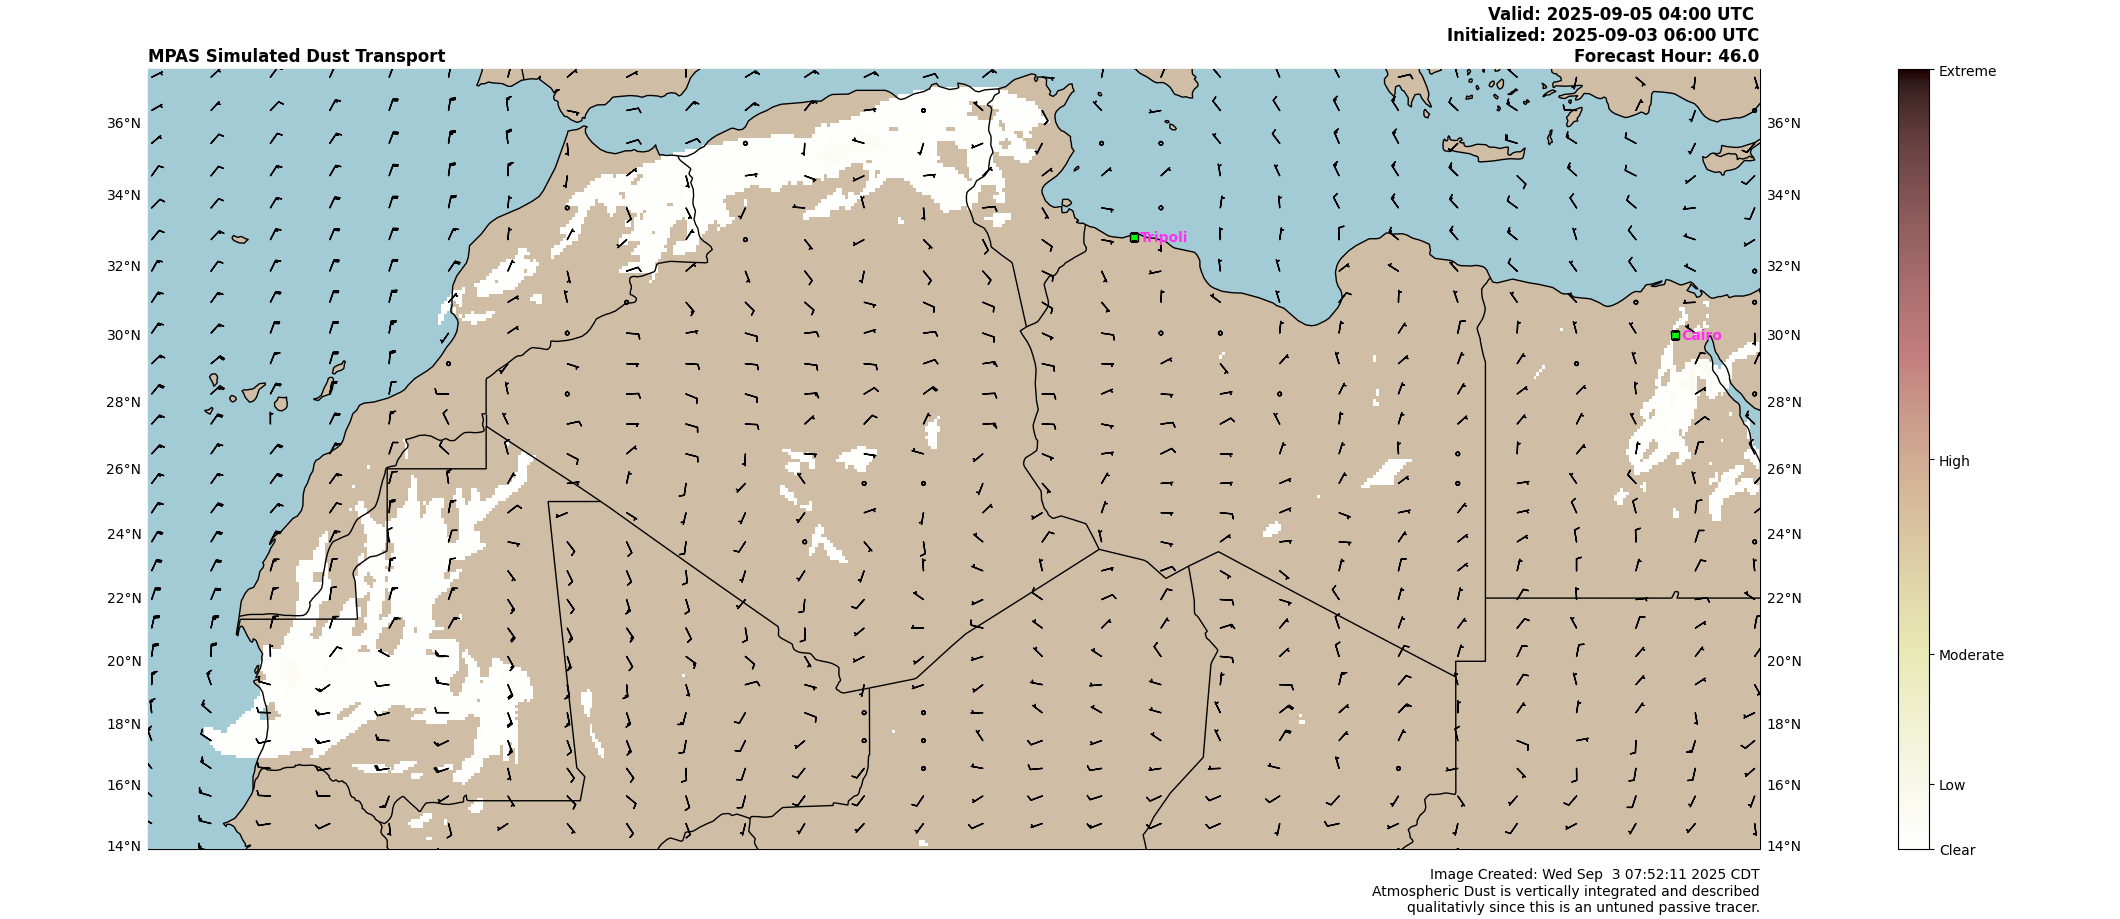 Valid: 2025-09-05 04:00 UTC
Initialized: 2025-09-03 06:00 UTC
MPAS Simulated Dust Transport
Forecast Hour: 46.0
Extreme
36°N
36°N
34°N
34°N
Tripoli
32°N
32°N
30°N
Cairo
30°N
28°N
28°N
26°N
26°N
High
24°N
24°N
22°N
22°N
20°N
20°N
Moderate
18°N
18°N
16°N
16°N
Low
14°N
14°N
Clear
Image Created: Wed Sep  3 07:52:11 2025 CDT
Atmospheric Dust is vertically integrated and described
qualitativly since this is an untuned passive tracer.